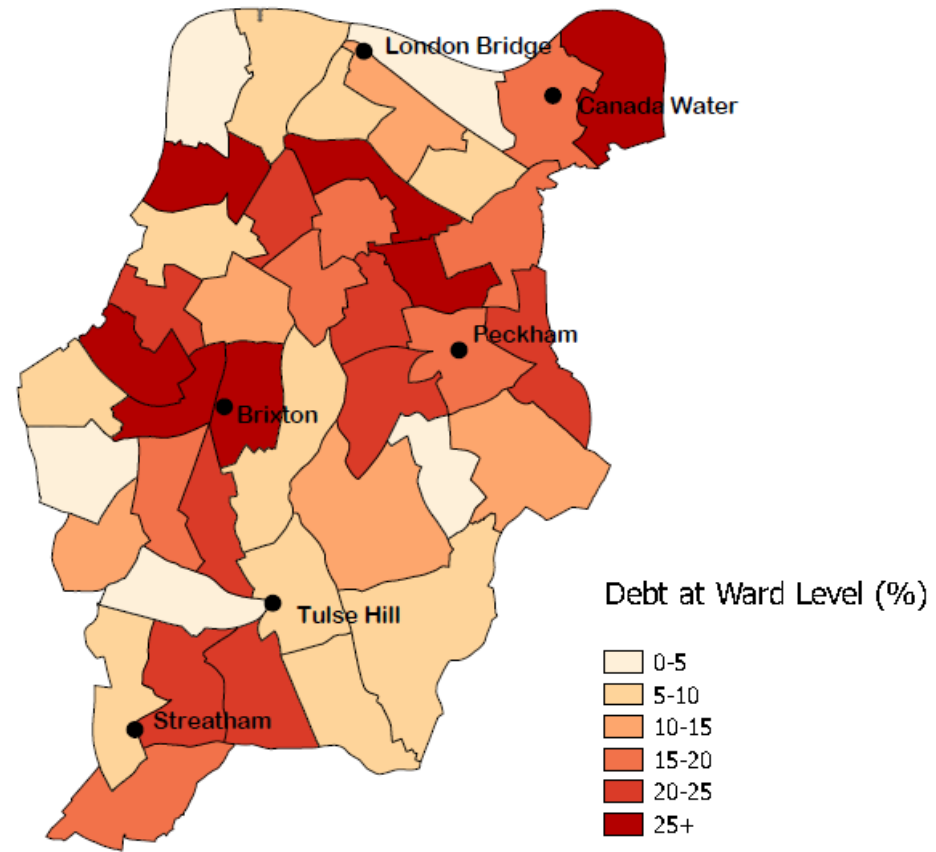 London Bridge
Canada Water
Peckham
Brixton
Tulse Hill
Streatham
Debt at Ward Level (%)
0-5
5-10
10-15
15-20
20-25
25+